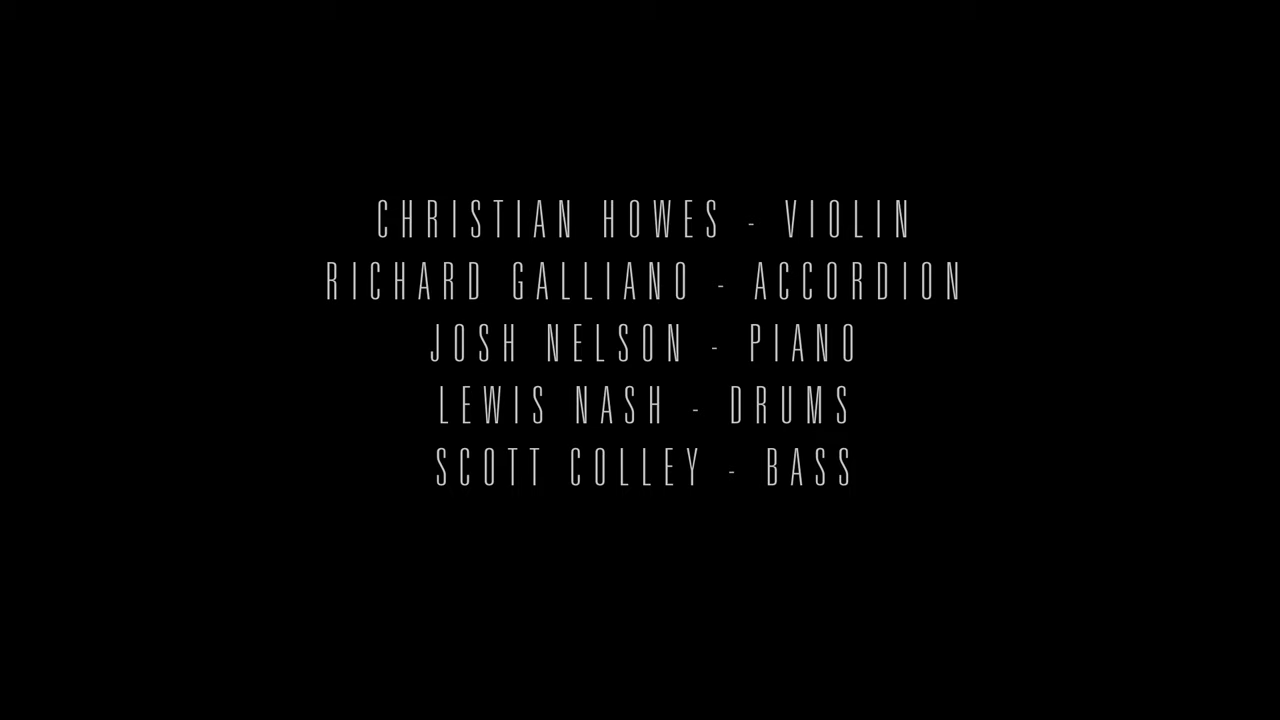 CHRISTIAN HOWES - VIOLIN
RICHARD GALLIANO - ACCORDION
JOSH NELSON - PIANO
LEWIS NASH - DRUMS
SCOTT COLLEY - BASS